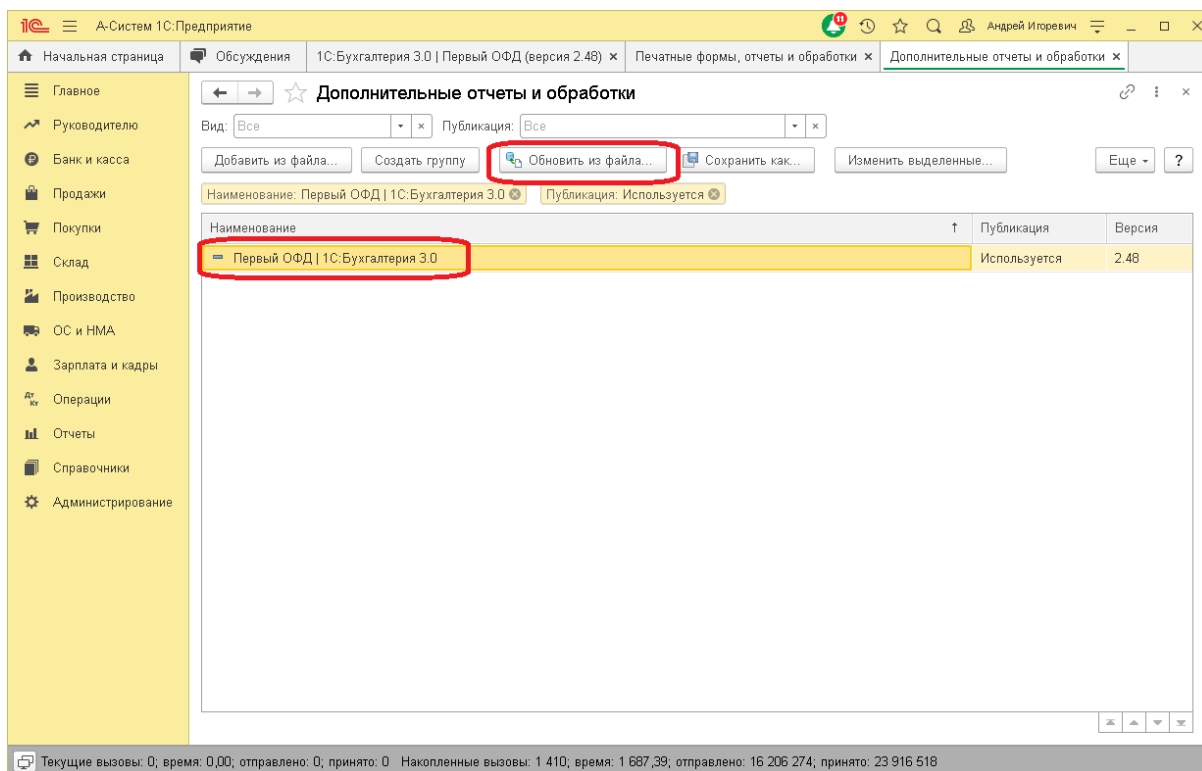 1С А-Систем 1С:Предприятие 11 Андрей Игоревич
Начальная страница Обсуждения 1С:Бухгалтерия 3.0 | Первый ОФД (версия 2.48) × Печатные формы, отчеты и обработки × Дополнительные отчеты и обработки ×
Главное
Руководителю
Банк и касса
Продажи
Покупки
Склад
Производство
ОС и НМА
Зарплата и кадры
Дт Кт Операции
Отчеты
Справочники
Администрирование
Дополнительные отчеты и обработки
Вид: Все Публикация: Все
Добавить из файла... Создать группу Обновить из файла... Сохранить как... Изменить выделенные... Еще ?
Наименование: Первый ОФД | 1С:Бухгалтерия 3.0 Публикация: Используется
Наименование ↑ Публикация Версия
Первый ОФД | 1С:Бухгалтерия 3.0 Используется 2.48
Текущие вызовы: 0; время: 0,00; отправлено: 0; принято: 0 Накопленные вызовы: 1 410; время: 1 687,39; отправлено: 16 206 274; принято: 23 916 518